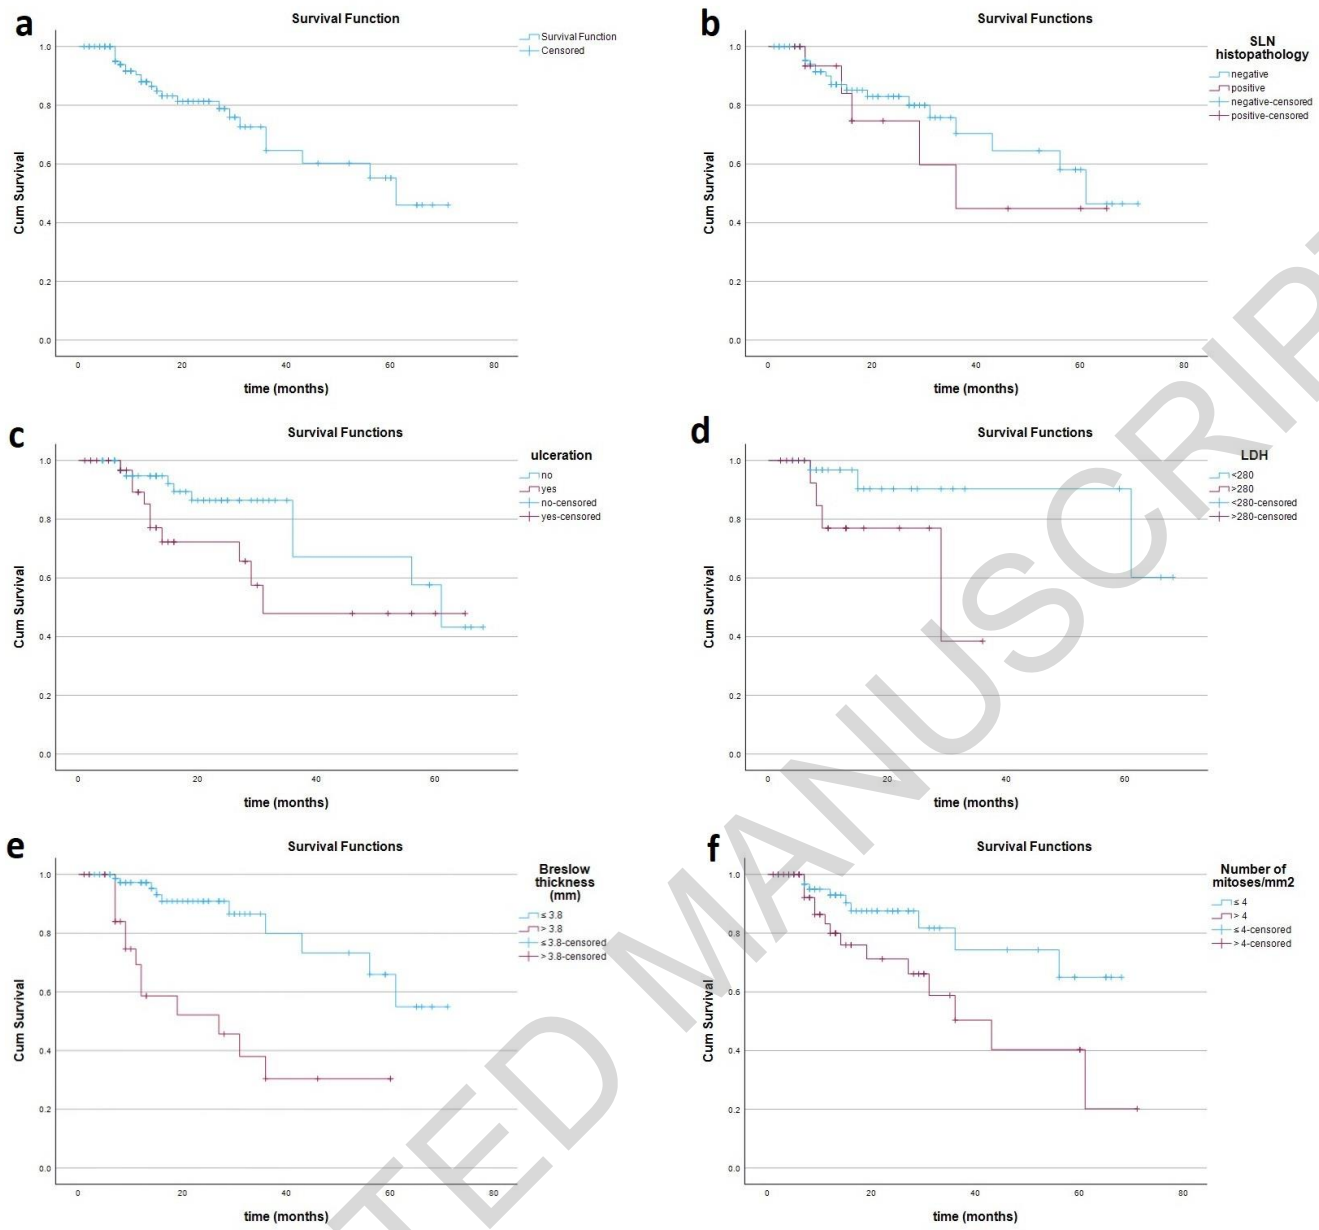 a
Survival Function
Survival Function
Censored
Cum Survival
1.0
0.8
0.6
0.4
0.2
0.0
0 20 40 60 80
time (months)
b
Survival Functions
SLN
histopathology
negative
positive
negative-censored
positive-censored
Cum Survival
1.0
0.8
0.6
0.4
0.2
0.0
0 20 40 60 80
time (months)
c
Survival Functions
ulceration
no
yes
no-censored
yes-censored
Cum Survival
1.0
0.8
0.6
0.4
0.2
0.0
0 20 40 60
time (months)
d
Survival Functions
LDH
<280
>280
<280-censored
>280-censored
Cum Survival
1.0
0.8
0.6
0.4
0.2
0.0
0 20 40 60
time (months)
e
Survival Functions
Breslow
thickness
(mm)
≤ 3.8
> 3.8
≤ 3.8-censored
> 3.8-censored
Cum Survival
1.0
0.8
0.6
0.4
0.2
0.0
0 20 40 60 80
time (months)
f
Survival Functions
Number of
mitoses/mm2
≤ 4
> 4
≤ 4-censored
> 4-censored
Cum Survival
1.0
0.8
0.6
0.4
0.2
0.0
0 20 40 60 80
time (months)
TED MANUSCRIPT